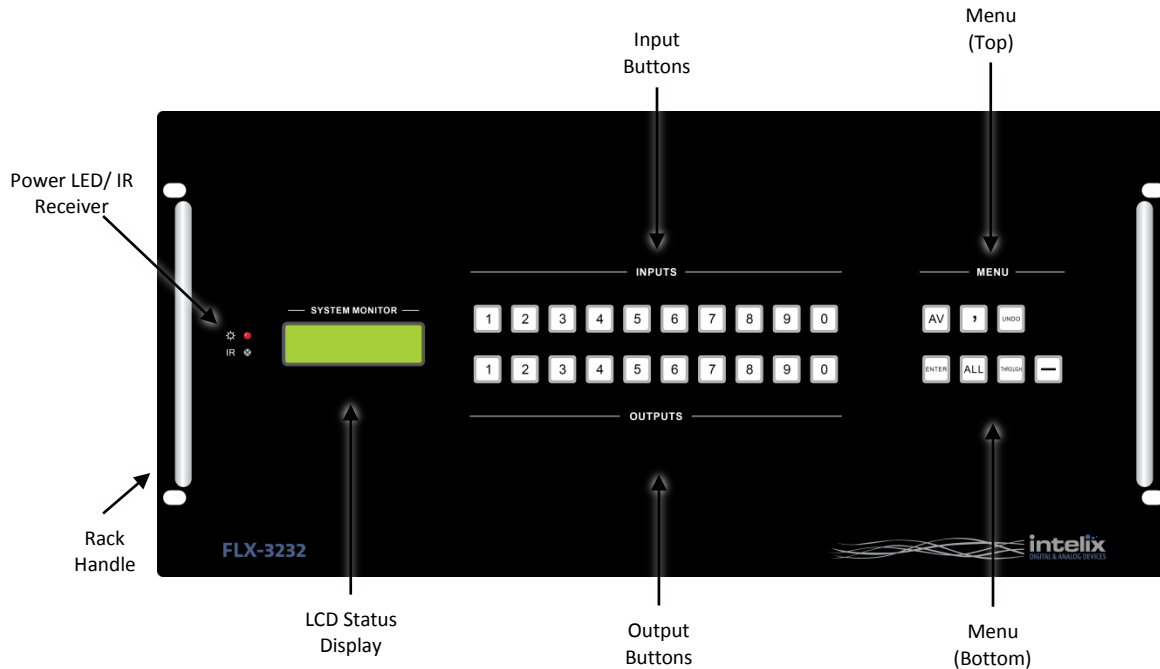 Input
Buttons
Menu
(Top)
Power LED/ IR
Receiver
INPUTS
MENU
SYSTEM MONITOR
1 2 3 4 5 6 7 8 9 0
AV , UNDO
IR
1 2 3 4 5 6 7 8 9 0
ENTER ALL THROUGH —
OUTPUTS
Rack
Handle
FLX-3232
intelix
DIGITAL & ANALOG DEVICES
LCD Status
Display
Output
Buttons
Menu
(Bottom)